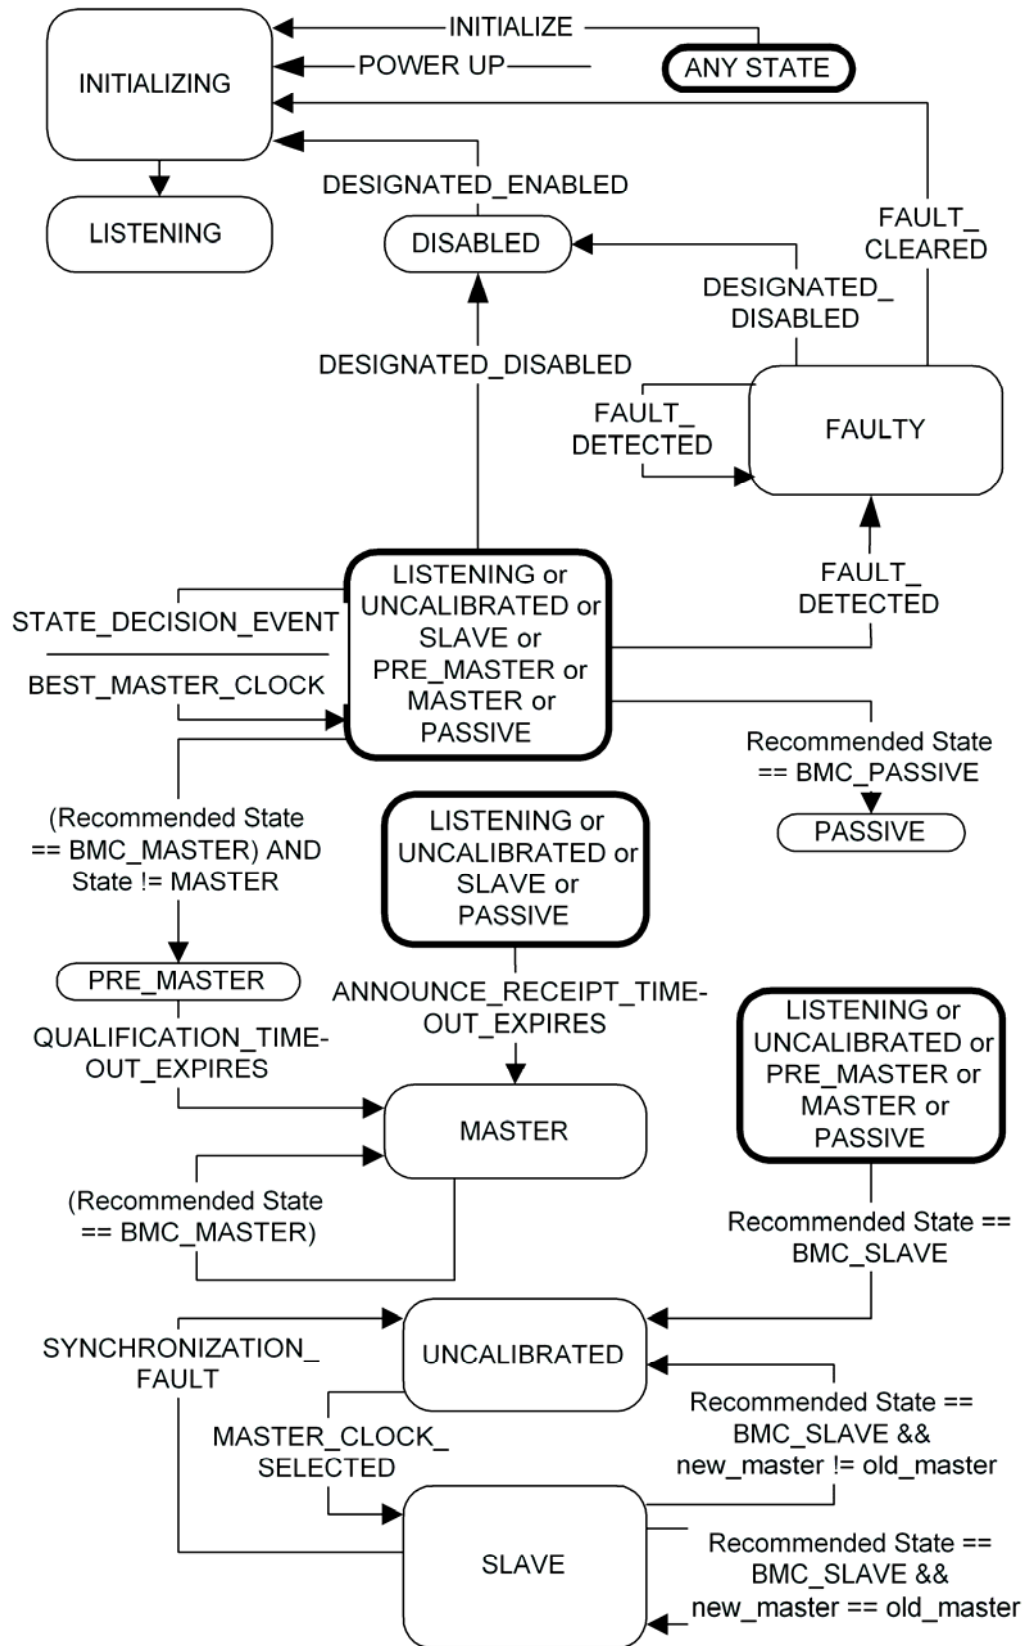 INITIALIZE
POWER UP
ANY STATE
INITIALIZING
DESIGNATED_ENABLED
LISTENING
DISABLED
FAULT_
CLEARED
DESIGNATED_
DISABLED
DESIGNATED_DISABLED
FAULT_
DETECTED
FAULTY
LISTENING or
UNCALIBRATED or
SLAVE or
PRE_MASTER or
MASTER or
PASSIVE
FAULT_
DETECTED
STATE_DECISION_EVENT
BEST_MASTER_CLOCK
Recommended State
== BMC_PASSIVE
PASSIVE
(Recommended State
== BMC_MASTER) AND
State != MASTER
LISTENING or
UNCALIBRATED or
SLAVE or
PASSIVE
PRE_MASTER
ANNOUNCE_RECEIPT_TIME-
OUT_EXPIRES
QUALIFICATION_TIME-
OUT_EXPIRES
LISTENING or
UNCALIBRATED or
PRE_MASTER or
MASTER or
PASSIVE
MASTER
(Recommended State
== BMC_MASTER)
Recommended State ==
BMC_SLAVE
SYNCHRONIZATION_
FAULT
UNCALIBRATED
MASTER_CLOCK_
SELECTED
Recommended State ==
BMC_SLAVE &&
new_master != old_master
SLAVE
Recommended State ==
BMC_SLAVE &&
new_master == old_master